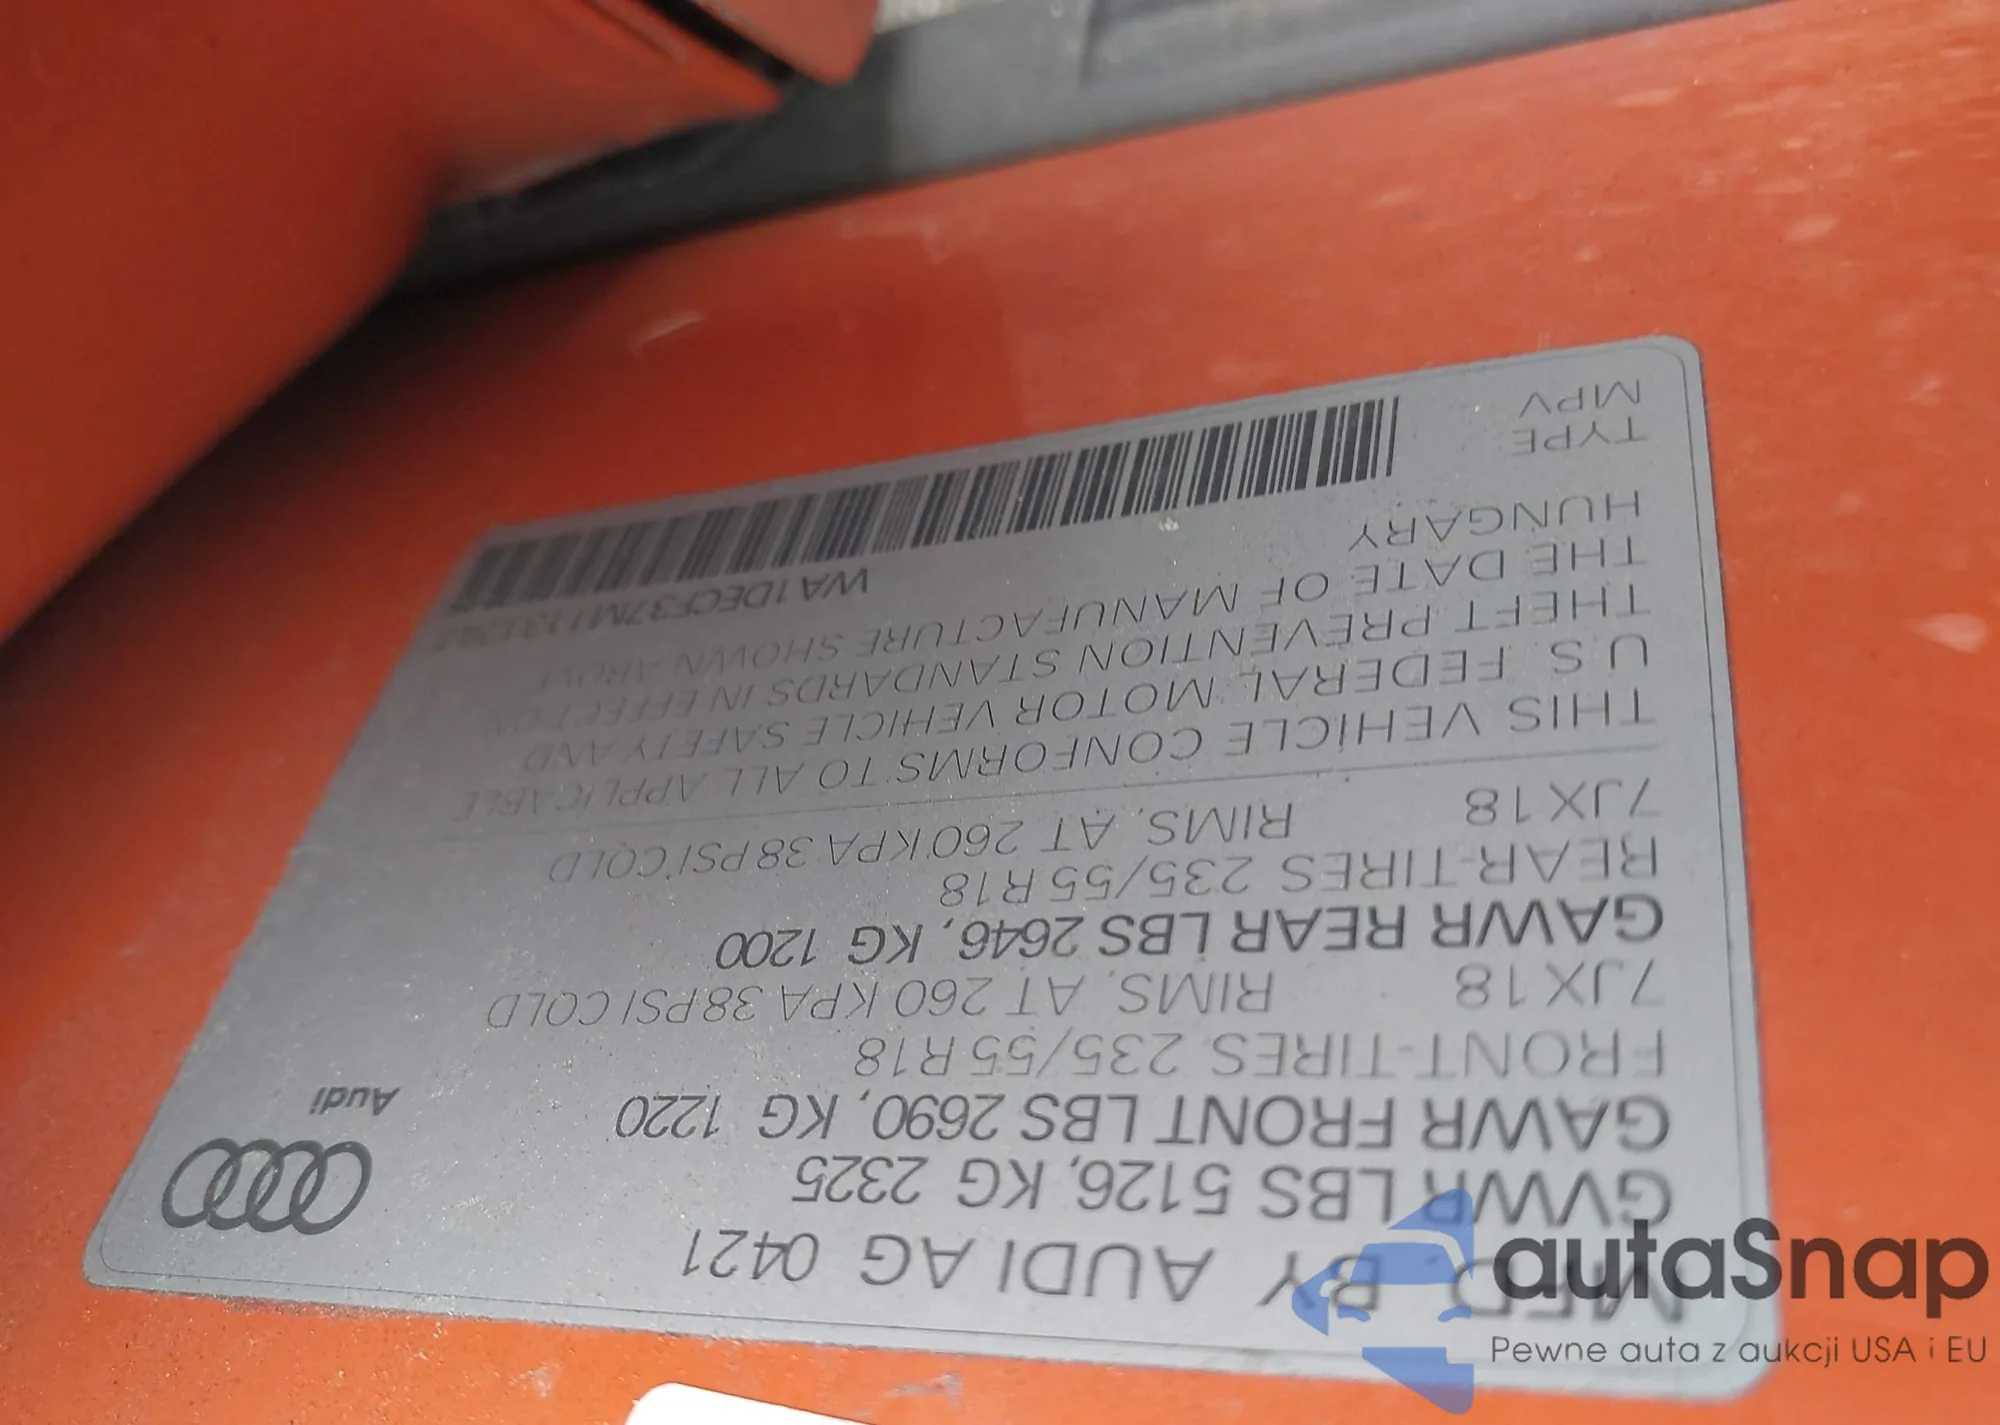 MFD. BY AUDI AG 0421
GVWR LBS 5126, KG 2325
GAWR FRONT LBS 2690, KG 1220
FRONT-TIRES 235/55 R18
7JX18 RIMS, AT 260 KPA 38 PSI COLD
GAWR REAR LBS 2646, KG 1200
REAR-TIRES 235/55 R18
7JX18 RIMS, AT 260 KPA 38 PSI COLD
THIS VEHICLE CONFORMS TO ALL APPLICABLE
U.S. FEDERAL MOTOR VEHICLE SAFETY AND
THEFT PREVENTION STANDARDS IN EFFECT ON
THE DATE OF MANUFACTURE SHOWN ABOVE
HUNGARY
TYPE
MPV
Audi
autaSnap
Pewne auta z aukcji USA i EU